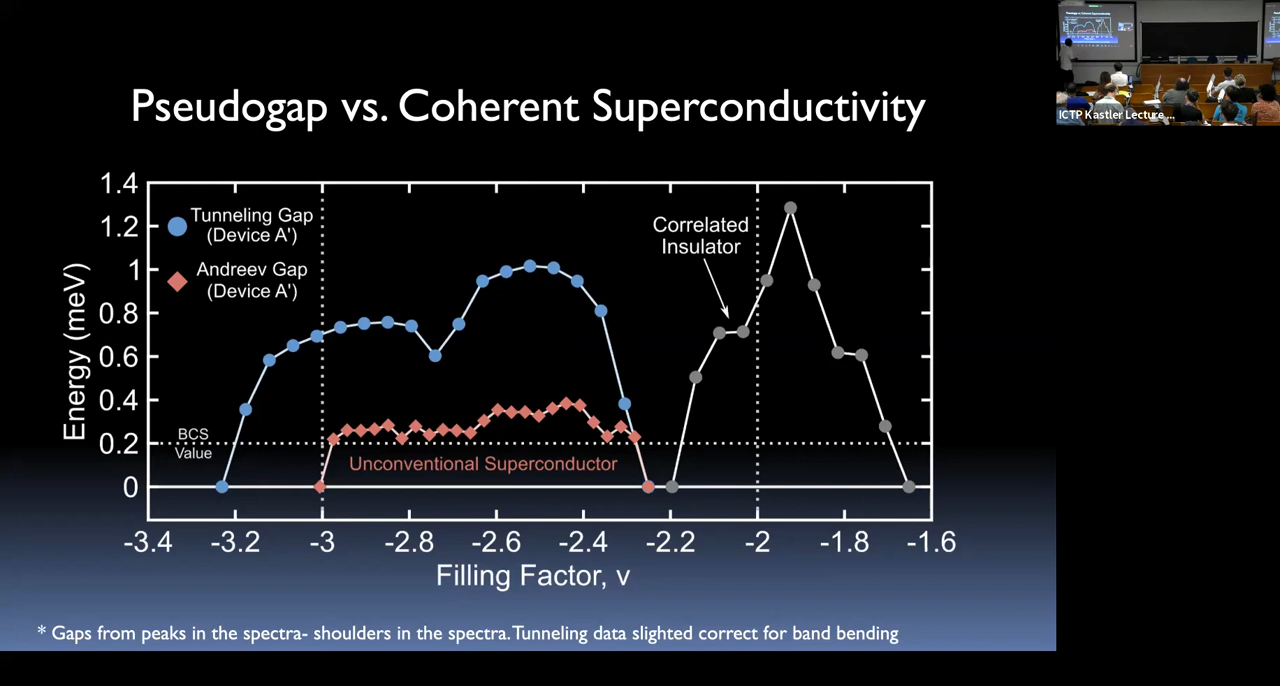 Pseudogap vs. Coherent Superconductivity
1.4
1.2
1
0.8
0.6
0.4
0.2
0
Energy (meV)
Tunneling Gap
(Device A')
Andreev Gap
(Device A')
Correlated
Insulator
BCS
Value
Unconventional Superconductor
-3.4 -3.2 -3 -2.8 -2.6 -2.4 -2.2 -2 -1.8 -1.6
Filling Factor, ν
* Gaps from peaks in the spectra- shoulders in the spectra. Tunneling data slighted correct for band bending
ICTP Kastler Lecture ...